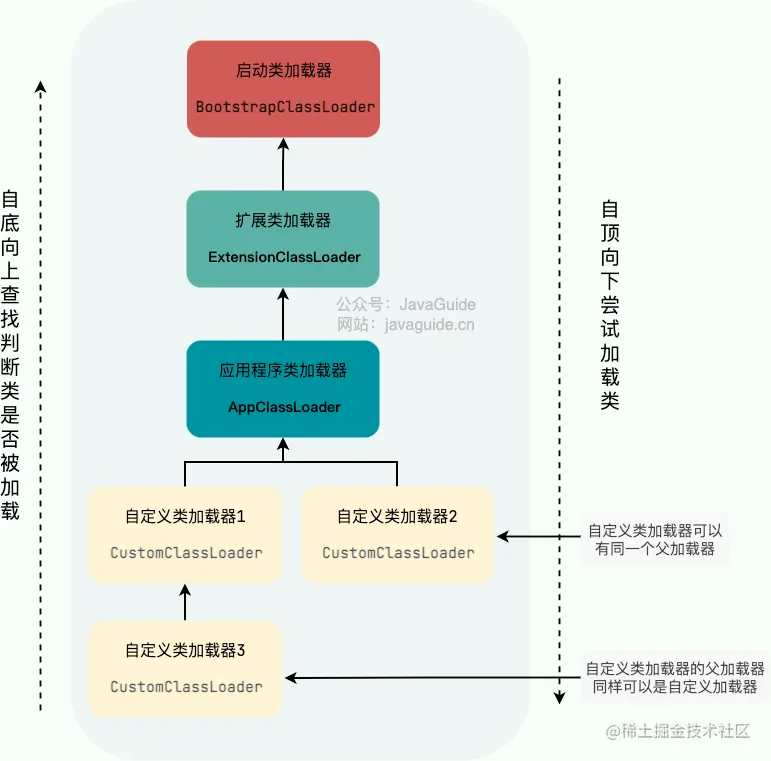 启动类加载器
BootstrapClassLoader
扩展类加载器
ExtensionClassLoader
公众号：JavaGuide
网站：javaguide.cn
应用程序类加载器
AppClassLoader
自底向上查找判断类是否被加载
自顶向下尝试加载类
自定义类加载器1
CustomClassLoader
自定义类加载器2
CustomClassLoader
自定义类加载器可以
有同一个父加载器
自定义类加载器3
CustomClassLoader
自定义类加载器的父加载器
同样可以是自定义加载器
@稀土掘金技术社区